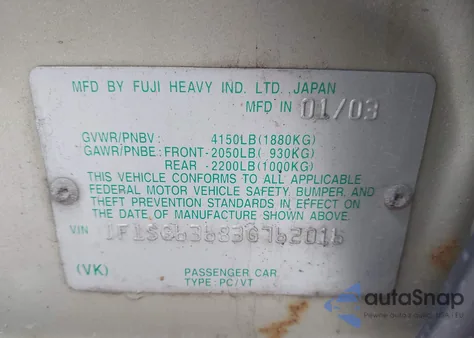 MFD BY FUJI HEAVY IND. LTD., JAPAN
MFD IN 01/03
GVWR/PNBV: 4150LB(1880KG)
GAWR/PNBE: FRONT-2050LB( 930KG)
REAR -2200LB(1000KG)
THIS VEHICLE CONFORMS TO ALL APPLICABLE
FEDERAL MOTOR VEHICLE SAFETY, BUMPER, AND
THEFT PREVENTION STANDARDS IN EFFECT ON
THE DATE OF MANUFACTURE SHOWN ABOVE.
VIN
(VK)
PASSENGER CAR
TYPE: PC/VT
autoSnap